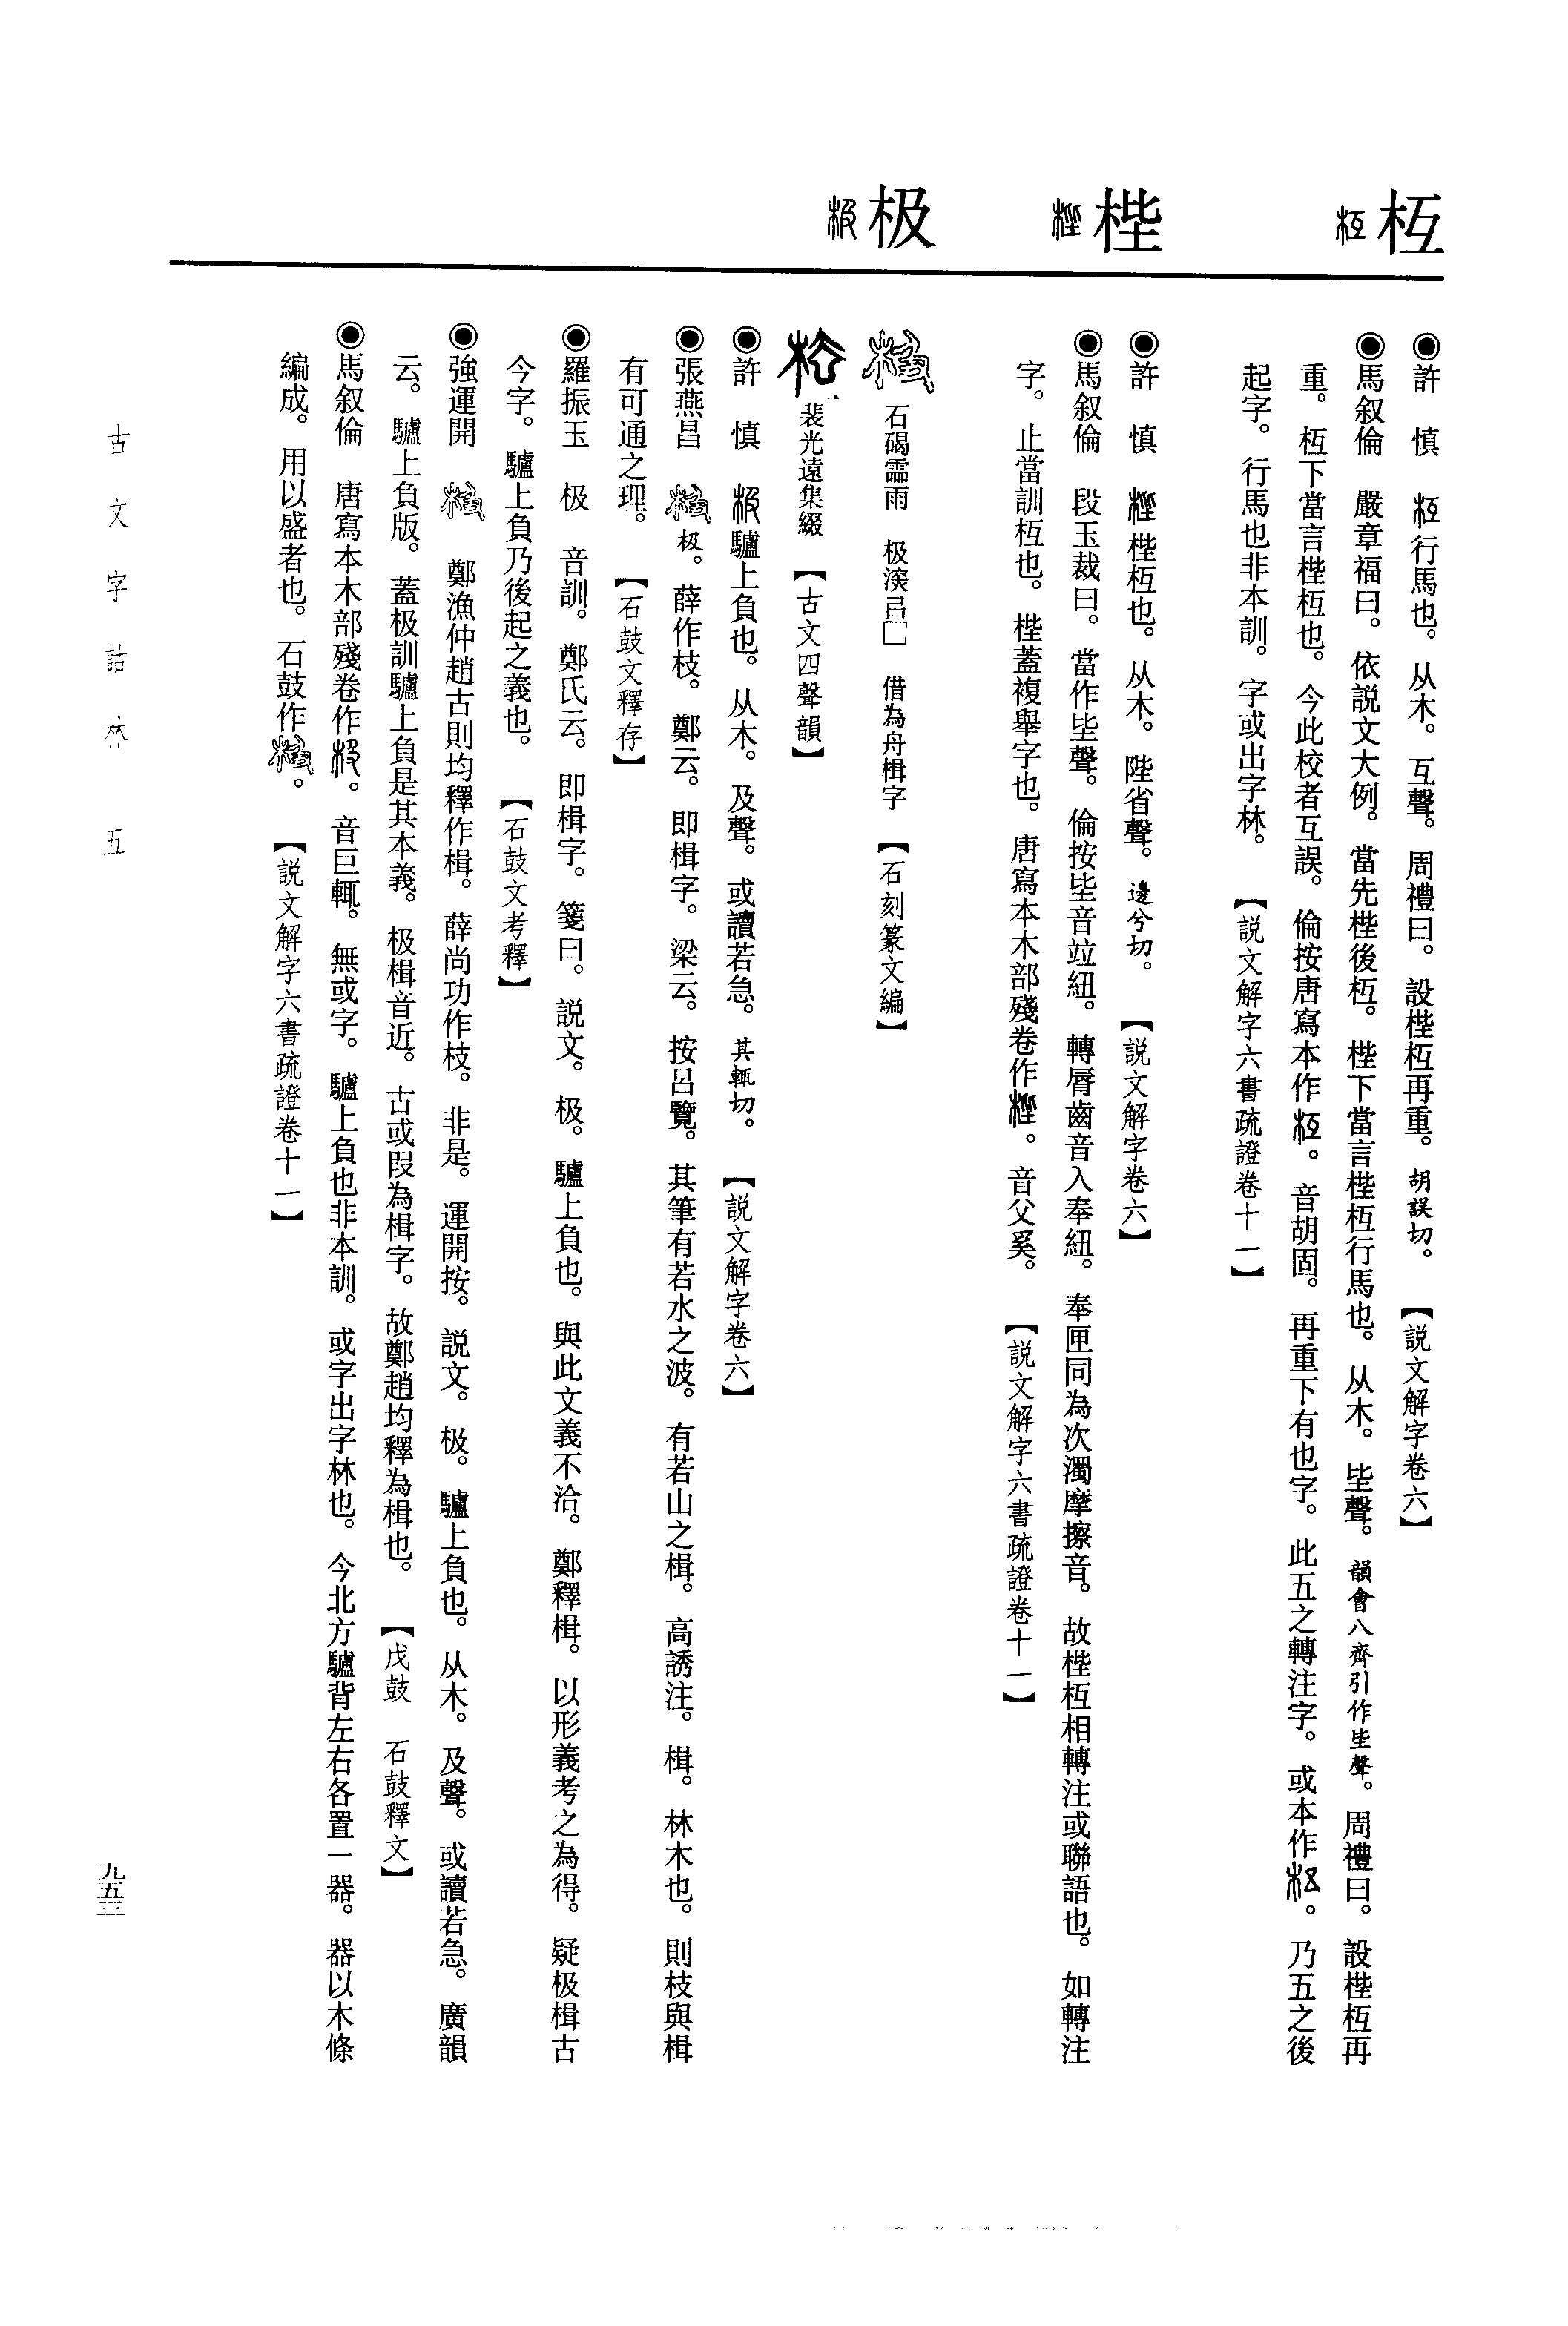 枑
◉許　慎　行馬也。从木。互聲。周禮曰。設梐枑再重。胡誤切。【説文解字卷六】
◉馬叙倫　嚴章福曰。依説文大例。當先梐後枑。梐下當言梐枑行馬也。从木。坒聲。韻會八齊引作坒聲。周禮曰。設梐枑再
重。枑下當言梐枑也。今此校者互誤。倫按唐寫本作。音胡固。再重下有也字。此五之轉注字。或本作。乃五之後
起字。行馬也非本訓。字或出字林。【説文解字六書疏證卷十一】
梐
◉許　慎　梐枑也。从木。陛省聲。邊兮切。【説文解字卷六】
◉馬叙倫　段玉裁曰。當作坒聲。倫按坒音竝紐。轉脣齒音入奉紐。奉匣同為次濁摩擦音。故梐枑相轉注或聯語也。如轉注
字。止當訓枑也。梐蓋複舉字也。唐寫本木部殘卷作。音父奚。【説文解字六書疏證卷十一】
极
石碣霝雨　极深㠯□　借為舟楫字　【石刻篆文編】
裴光遠集綴　【古文四聲韻】
◉許　慎　驢上負也。从木。及聲。或讀若急。其輒切。【説文解字卷六】
◉張燕昌　极。薛作枝。鄭云。即楫字。梁云。按呂覽。其筆有若水之波。有若山之楫。高誘注。楫。林木也。則枝與楫
有可通之理。【石鼓文釋存】
◉羅振玉　极　音訓。鄭氏云。即楫字。箋曰。説文。极。驢上負也。與此文義不洽。鄭釋楫。以形義考之為得。疑极楫古
今字。驢上負乃後起之義也。【石鼓文考釋】
◉強運開　鄭漁仲趙古則均釋作楫。薛尚功作枝。非是。運開按。説文。极。驢上負也。从木。及聲。或讀若急。廣韻
云。驢上負版。蓋极訓驢上負是其本義。极楫音近。古或叚為楫字。故鄭趙均釋為楫也。【戊鼓　石鼓釋文】
◉馬叙倫　唐寫本木部殘卷作。音巨輒。無或字。驢上負也非本訓。或字出字林也。今北方驢背左右各置一器。器以木條
編成。用以盛者也。石鼓作。【説文解字六書疏證卷十一】
古文字詁林　五
九五三